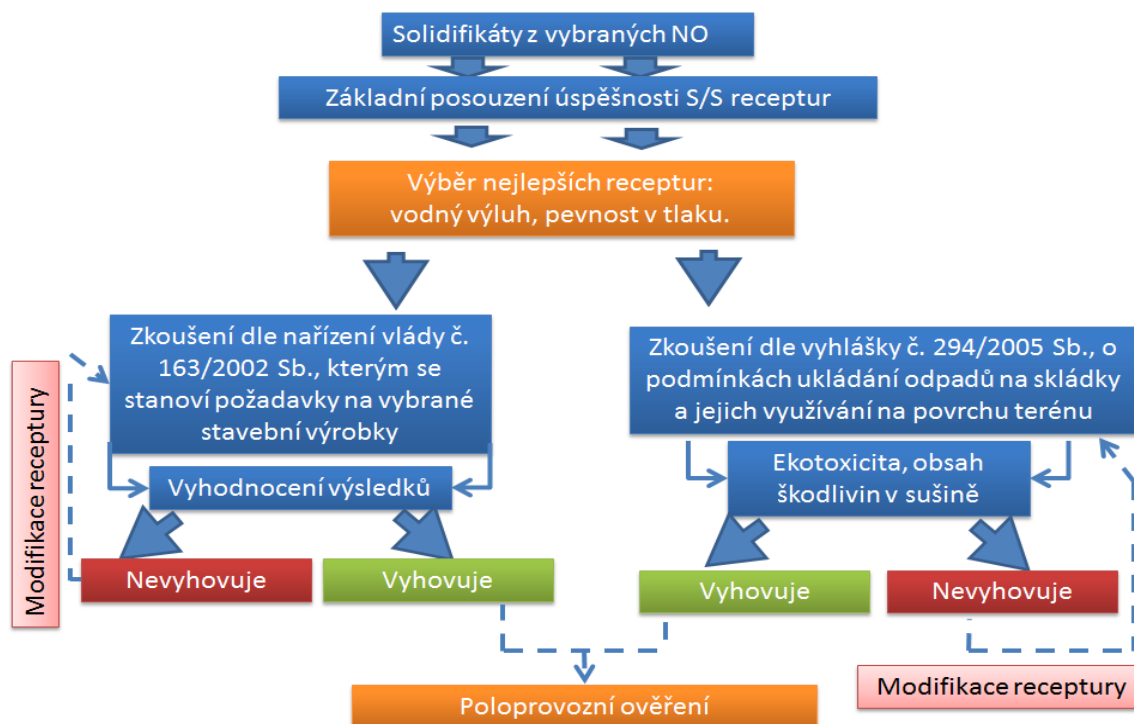 Solidifikáty z vybraných NO
Základní posouzení úspěšnosti S/S receptur
Výběr nejlepších receptur:
vodný výluh, pevnost v tlaku.
Zkoušení dle nařízení vlády č.
163/2002 Sb., kterým se
stanoví požadavky na vybrané
stavební výrobky
Zkoušení dle vyhlášky č. 294/2005 Sb., o
podmínkách ukládání odpadů na skládky
a jejich využívání na povrchu terénu
Modifikace receptury
Vyhodnocení výsledků
Ekotoxicita, obsah
škodlivin v sušině
Nevyhovuje
Vyhovuje
Vyhovuje
Nevyhovuje
Modifikace receptury
Poloprovozní ověření